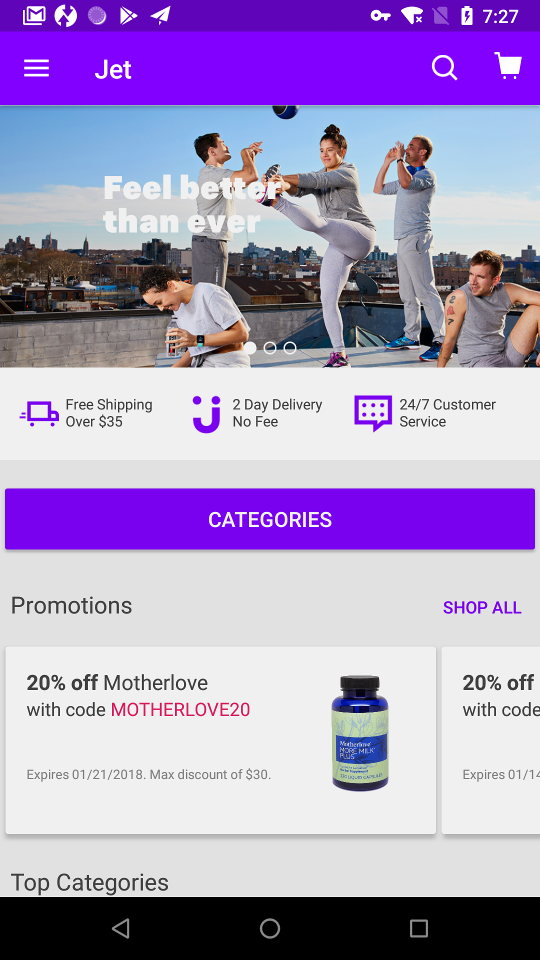 7:27
Jet
Feel better
than ever
Free Shipping
Over $35
2 Day Delivery
No Fee
24/7 Customer
Service
CATEGORIES
Promotions
SHOP ALL
20% off Motherlove
with code MOTHERLOVE20
Expires 01/21/2018. Max discount of $30.
Motherlove
MORE MILK
PLUS
20% off
with code
Expires 01/14
Top Categories